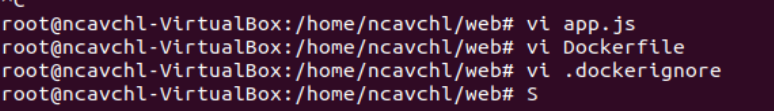 ^C
root@ncavchl-VirtualBox:/home/ncavchl/web# vi app.js
root@ncavchl-VirtualBox:/home/ncavchl/web# vi Dockerfile
root@ncavchl-VirtualBox:/home/ncavchl/web# vi .dockerignore
root@ncavchl-VirtualBox:/home/ncavchl/web# S